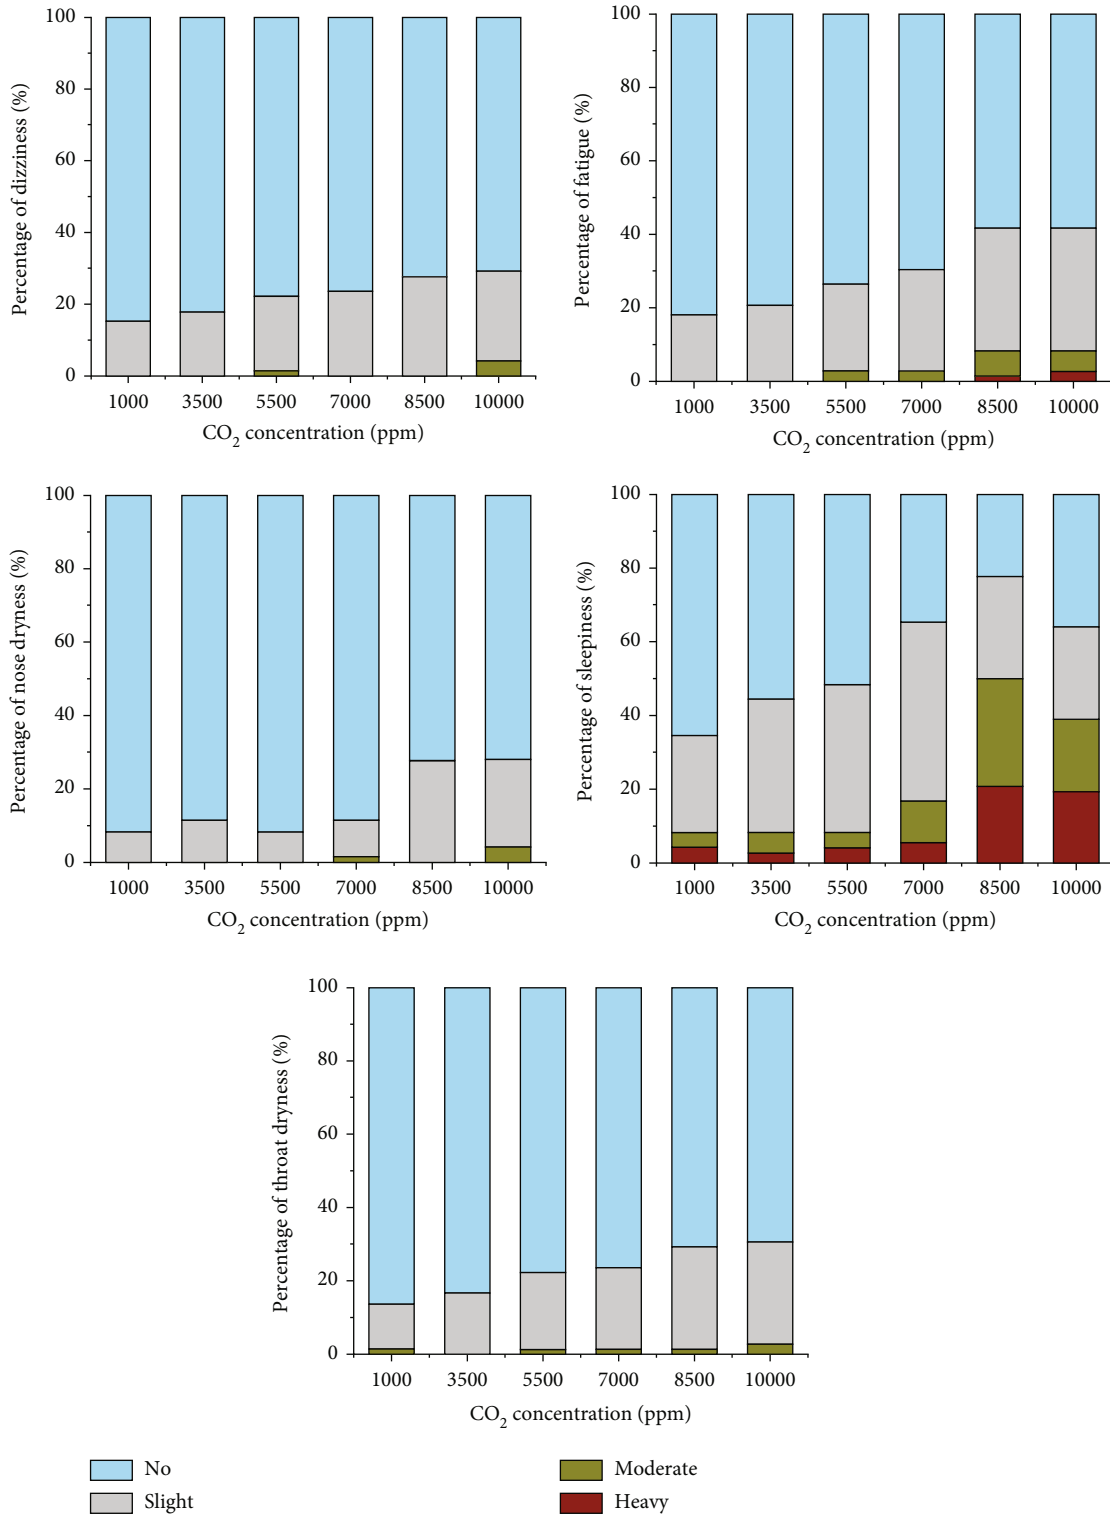 Percentage of dizziness (%)
100
80
60
40
20
0
1000 3500 5500 7000 8500 10000
CO2 concentration (ppm)
Percentage of fatigue (%)
100
80
60
40
20
0
1000 3500 5500 7000 8500 10000
CO2 concentration (ppm)
Percentage of nose dryness (%)
100
80
60
40
20
0
1000 3500 5500 7000 8500 10000
CO2 concentration (ppm)
Percentage of sleepiness (%)
100
80
60
40
20
0
1000 3500 5500 7000 8500 10000
CO2 concentration (ppm)
Percentage of throat dryness (%)
100
80
60
40
20
0
1000 3500 5500 7000 8500 10000
CO2 concentration (ppm)
No
Slight
Moderate
Heavy